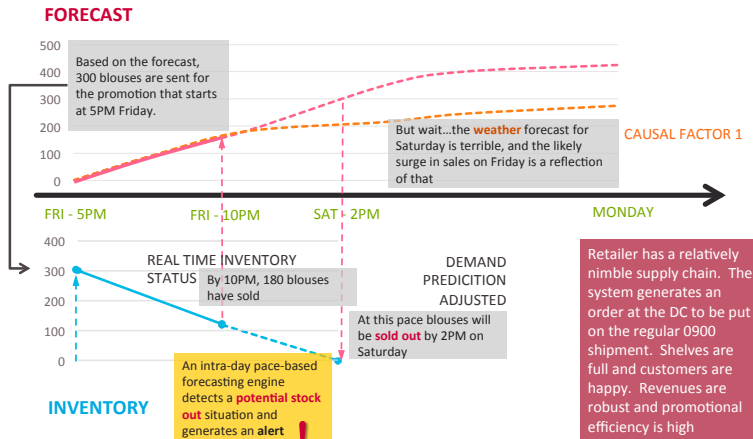 FORECAST
500
400
300
200
100
0
Based on the forecast,
300 blouses are sent for
the promotion that starts
at 5PM Friday.
But wait...the weather forecast for
Saturday is terrible, and the likely
surge in sales on Friday is a reflection
of that
CAUSAL FACTOR 1
FRI - 5PM
FRI - 10PM
SAT - 2PM
MONDAY
400
300
200
100
0
REAL TIME INVENTORY
STATUS
By 10PM, 180 blouses
have sold
DEMAND
PREDICITION
ADJUSTED
At this pace blouses will
be sold out by 2PM on
Saturday
An intra-day pace-based
forecasting engine
detects a potential stock
out situation and
generates an alert
!
INVENTORY
Retailer has a relatively
nimble supply chain. The
system generates an
order at the DC to be put
on the regular 0900
shipment. Shelves are
full and customers are
happy. Revenues are
robust and promotional
efficiency is high